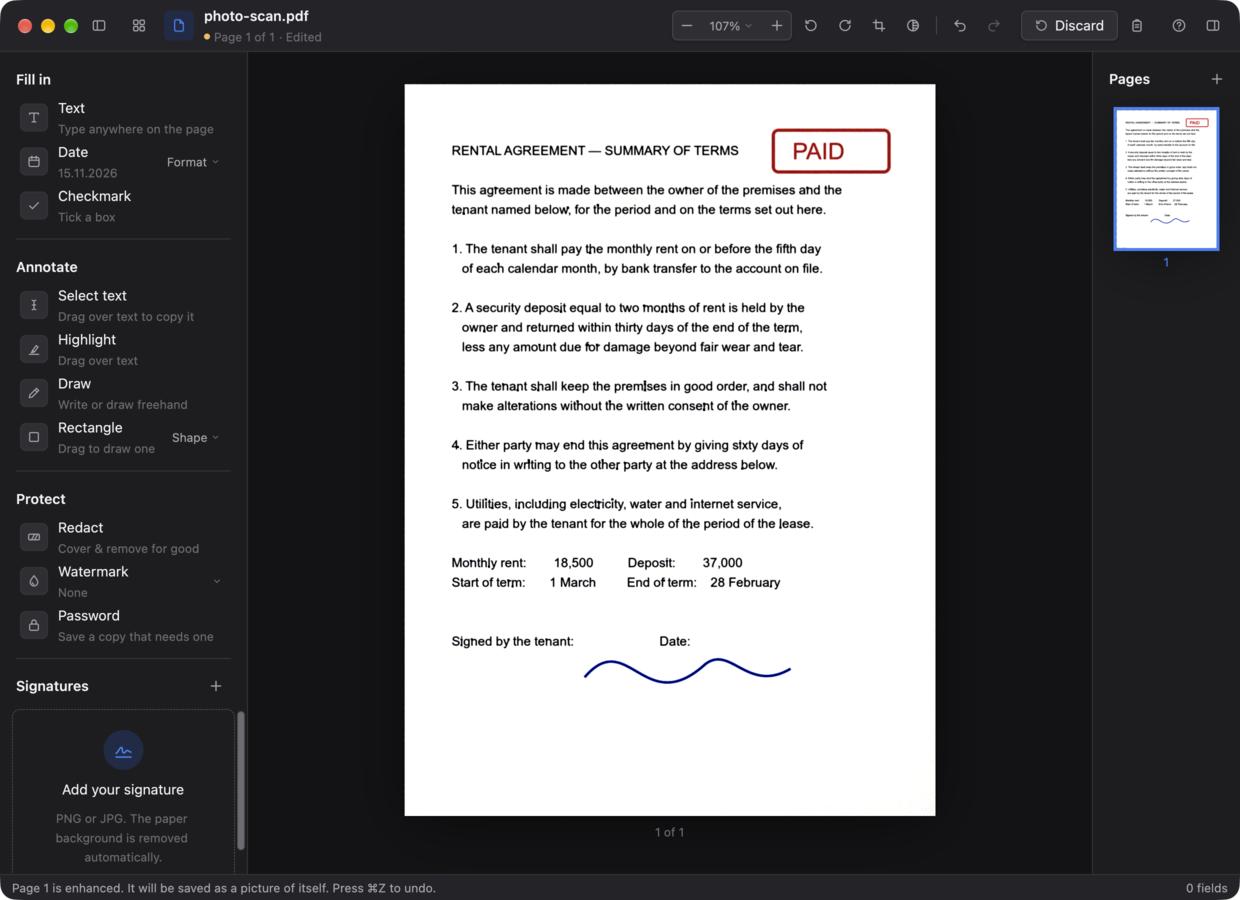 photo-scan.pdf
Page 1 of 1 · Edited
107%
Discard
Fill in
Text
Type anywhere on the page
Date
15.11.2026
Format
Checkmark
Tick a box
Annotate
Select text
Drag over text to copy it
Highlight
Drag over text
Draw
Write or draw freehand
Rectangle
Drag to draw one
Shape
Protect
Redact
Cover & remove for good
Watermark
None
Password
Save a copy that needs one
Signatures
Add your signature
PNG or JPG. The paper
background is removed
automatically.
RENTAL AGREEMENT — SUMMARY OF TERMS
PAID
This agreement is made between the owner of the premises and the
tenant named below, for the period and on the terms set out here.
1. The tenant shall pay the monthly rent on or before the fifth day
of each calendar month, by bank transfer to the account on file.
2. A security deposit equal to two months of rent is held by the
owner and returned within thirty days of the end of the term,
less any amount due for damage beyond fair wear and tear.
3. The tenant shall keep the premises in good order, and shall not
make alterations without the written consent of the owner.
4. Either party may end this agreement by giving sixty days of
notice in writing to the other party at the address below.
5. Utilities, including electricity, water and internet service,
are paid by the tenant for the whole of the period of the lease.
Monthly rent: 18,500 Deposit: 37,000
Start of term: 1 March End of term: 28 February
Signed by the tenant: Date:
1 of 1
Pages
1
Page 1 is enhanced. It will be saved as a picture of itself. Press ⌘Z to undo.
0 fields